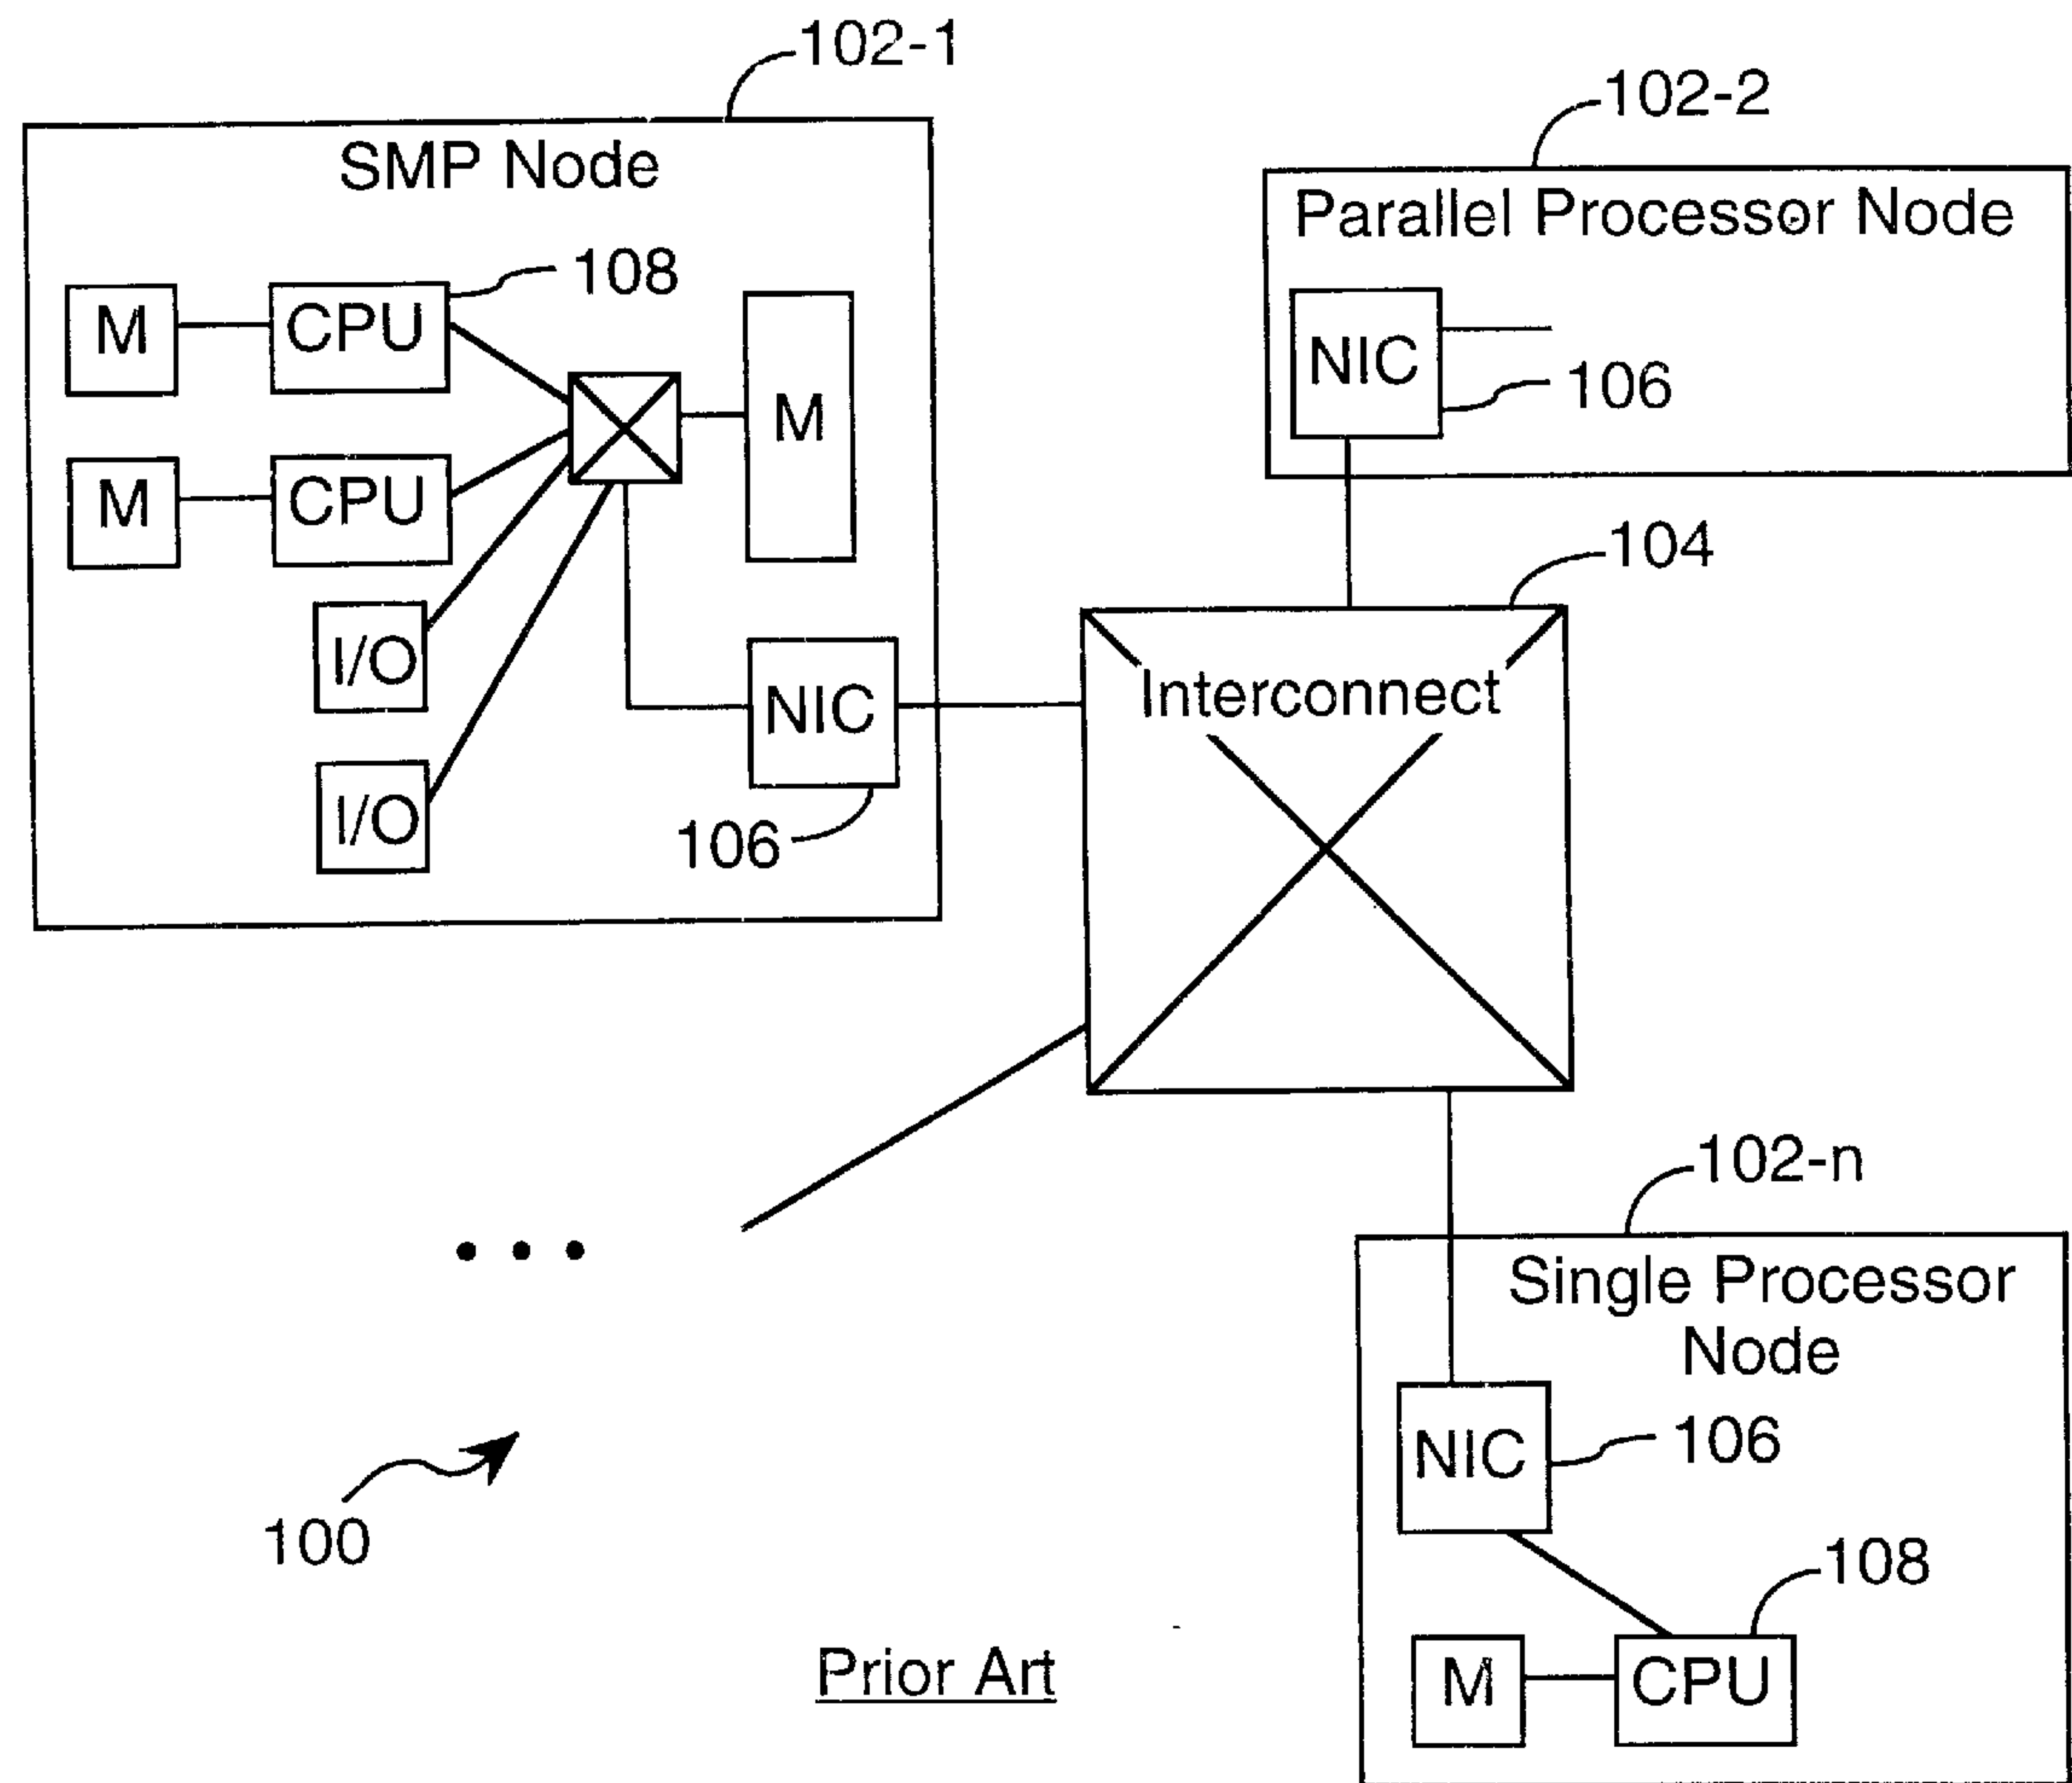 102-1
SMP Node
108
M
CPU
M
M
CPU
I/O
NIC
I/O
106
102-2
Parallel Processor Node
NIC
106
104
Interconnect
102-n
Single Processor
Node
NIC
106
108
M
CPU
100
Prior Art